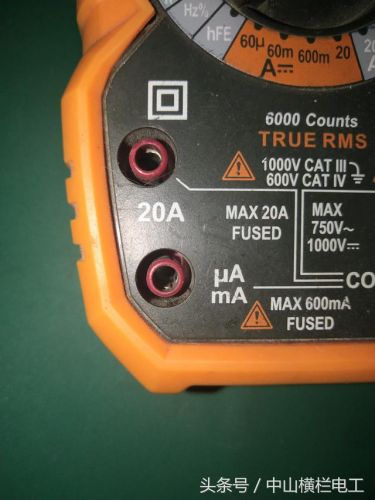 Hz%
hFE
60µ 60m 600m 20
20
A
6000 Counts
TRUE RMS
1000V CAT III
600V CAT IV
20A
MAX 20A
FUSED
MAX
750V~
1000V
µA
mA
CO
MAX 600mA
FUSED
头条号 / 中山横栏电工